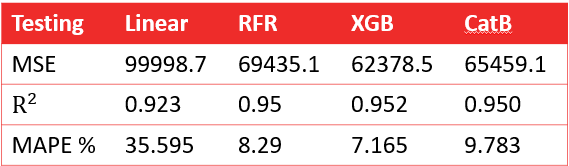 Testing Linear RFR XGB CatB
MSE 99998.7 69435.1 62378.5 65459.1
R² 0.923 0.95 0.952 0.950
MAPE % 35.595 8.29 7.165 9.783